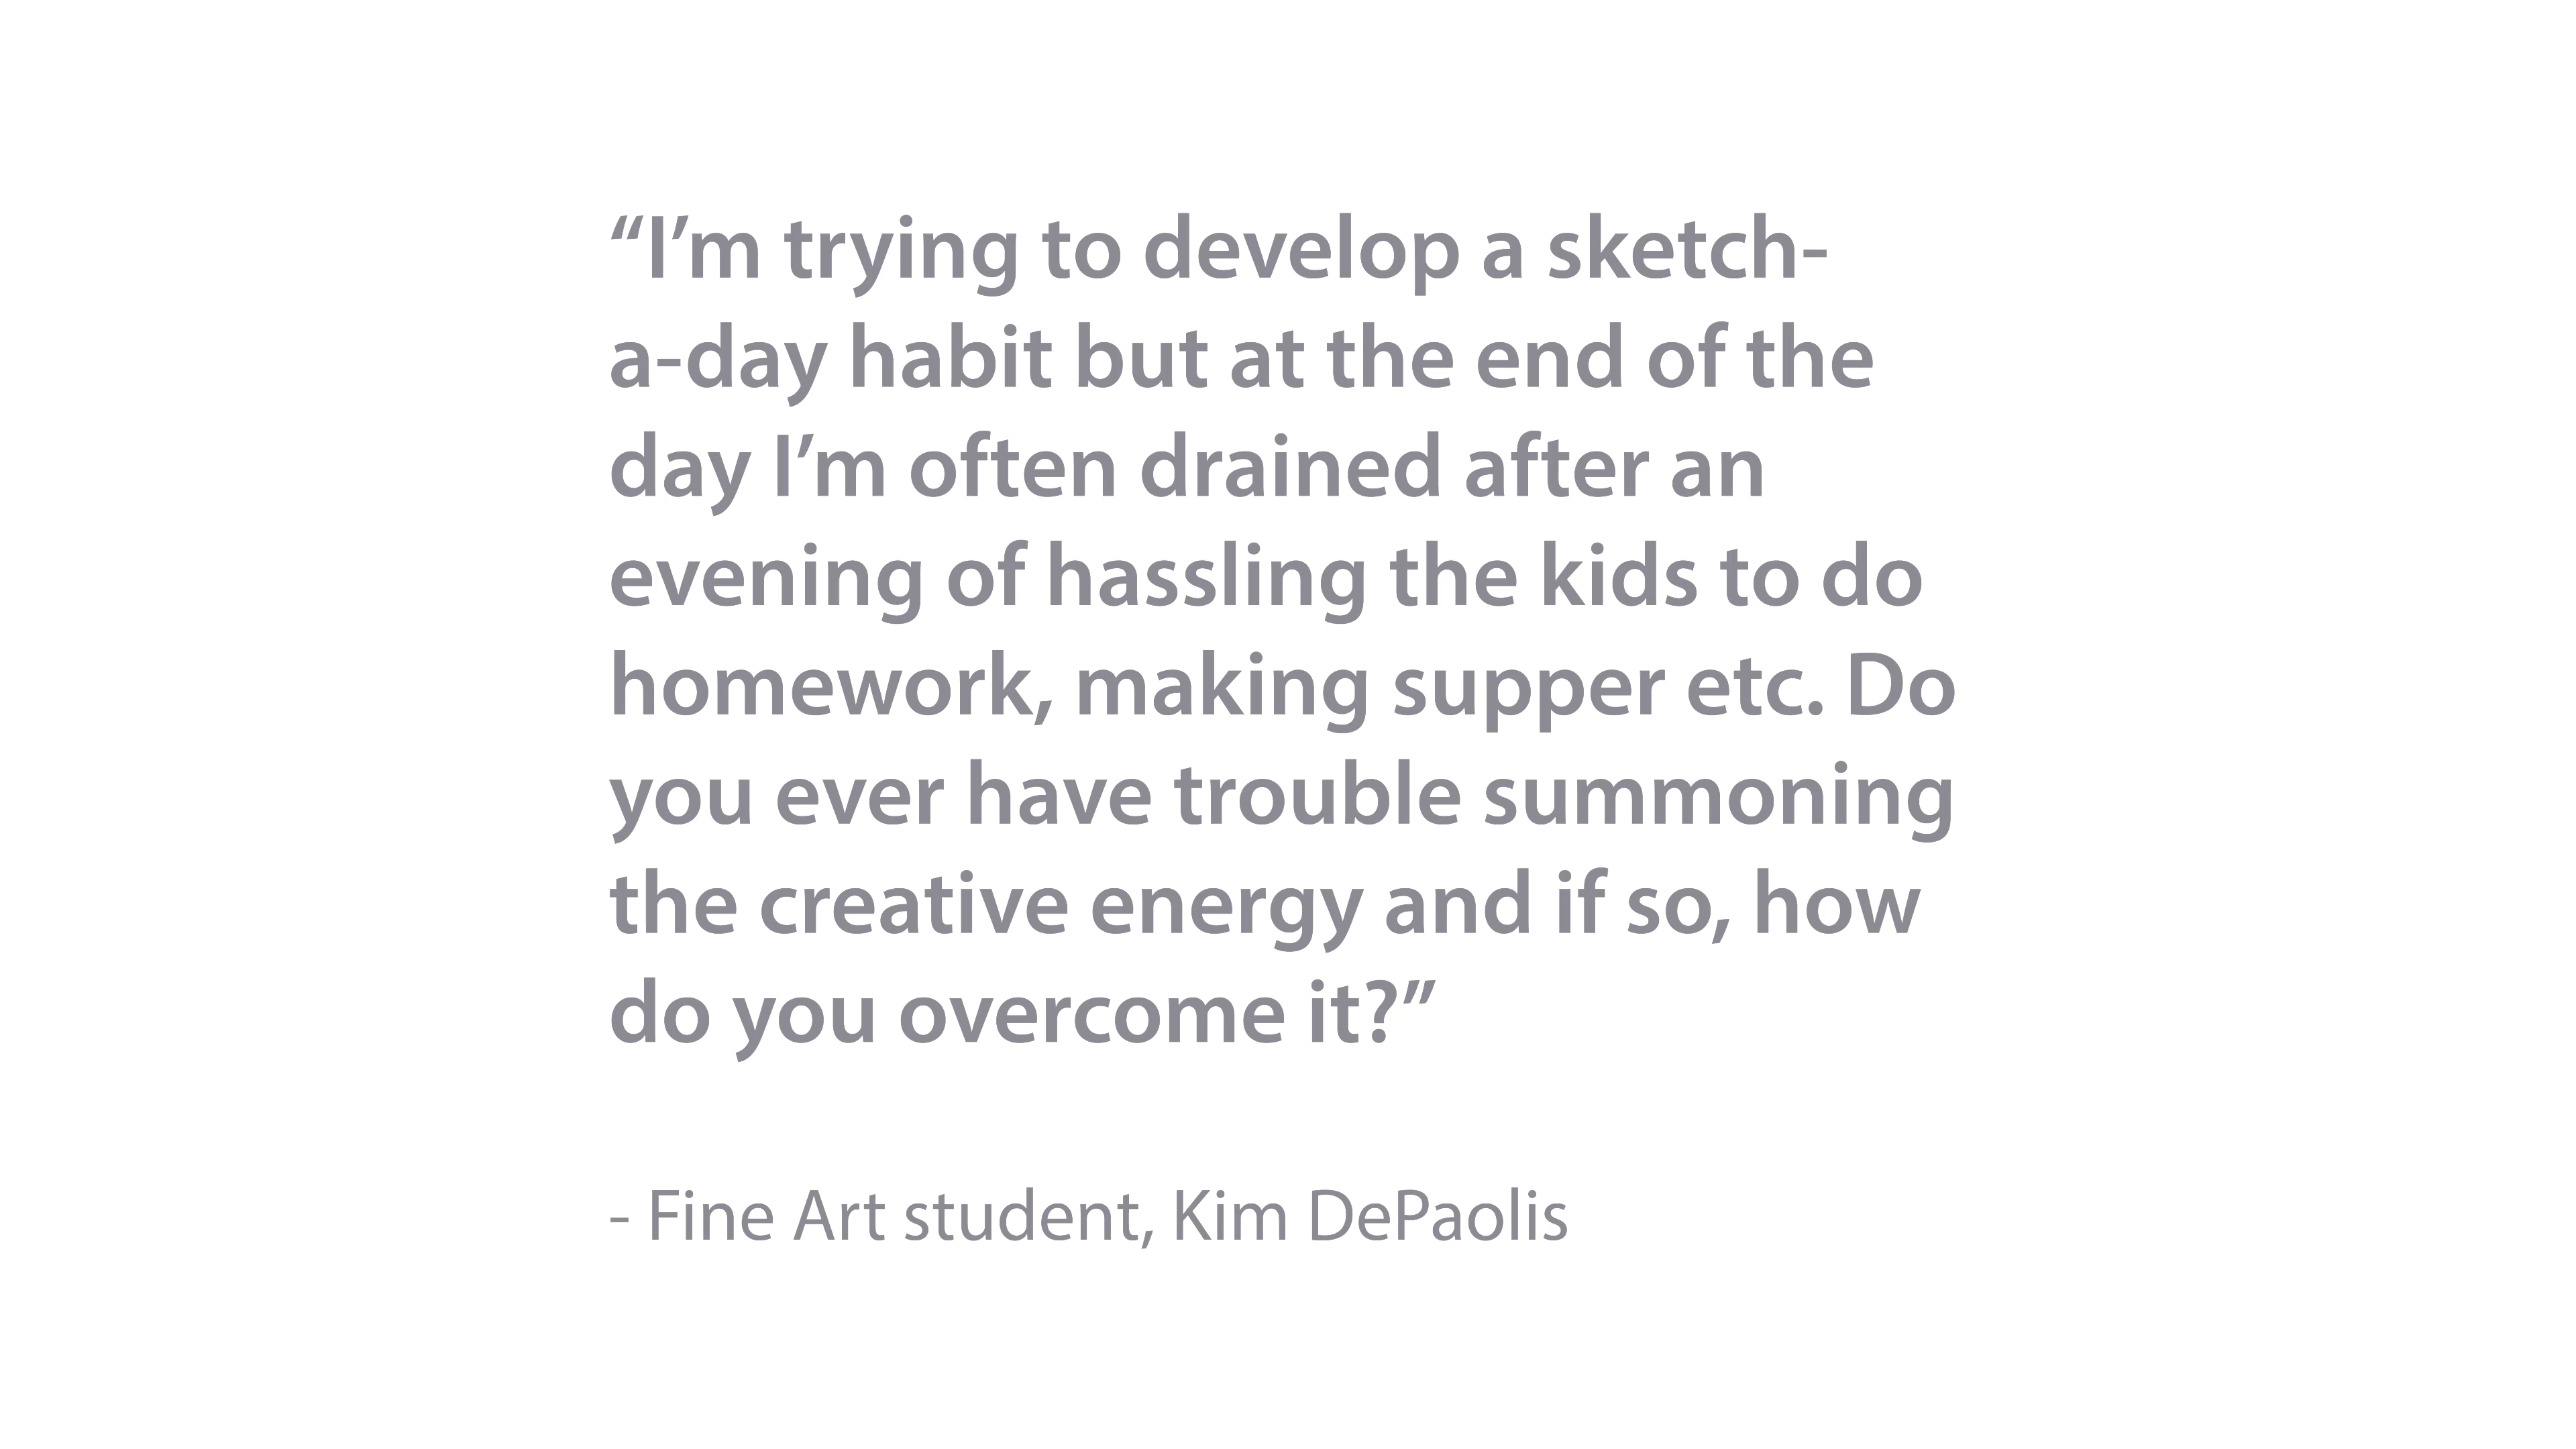 “I’m trying to develop a sketch-
a-day habit but at the end of the
day I’m often drained after an
evening of hassling the kids to do
homework, making supper etc. Do
you ever have trouble summoning
the creative energy and if so, how
do you overcome it?”
- Fine Art student, Kim DePaolis